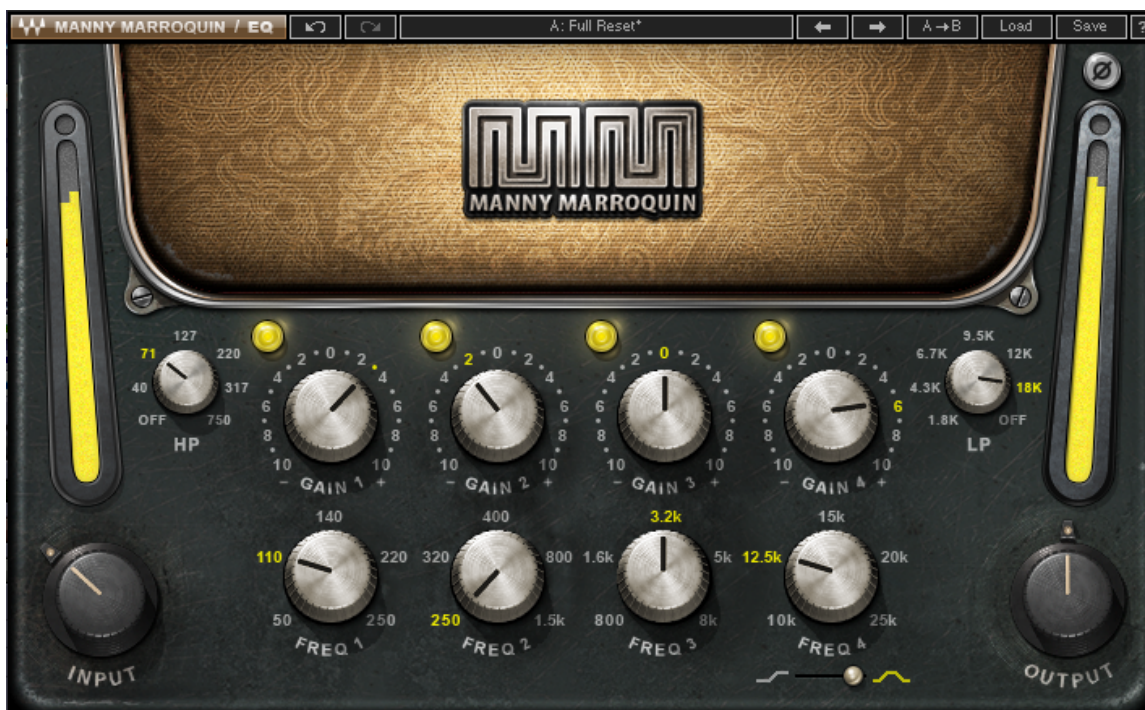 MANNY MARROQUIN / EQ A: Full Reset* A→B Load Save ?
MANNY MARROQUIN
127
71 220
40 317
OFF 750
HP
2 0 2
4 4
6 6
8 8
10 10
- GAIN 1 +
2 0 2
4 4
6 6
8 8
10 10
- GAIN 2 +
2 0 2
4 4
6 6
8 8
10 10
- GAIN 3 +
2 0 2
4 4
6 6
8 8
10 10
- GAIN 4 +
9.5K
6.7K 12K
4.3K 18K
1.8K OFF
LP
INPUT
140
110 220
50 250
FREQ 1
400
320 800
250 1.5k
FREQ 2
3.2k
1.6k 5k
800 8k
FREQ 3
15k
12.5k 20k
10k 25k
FREQ 4
OUTPUT